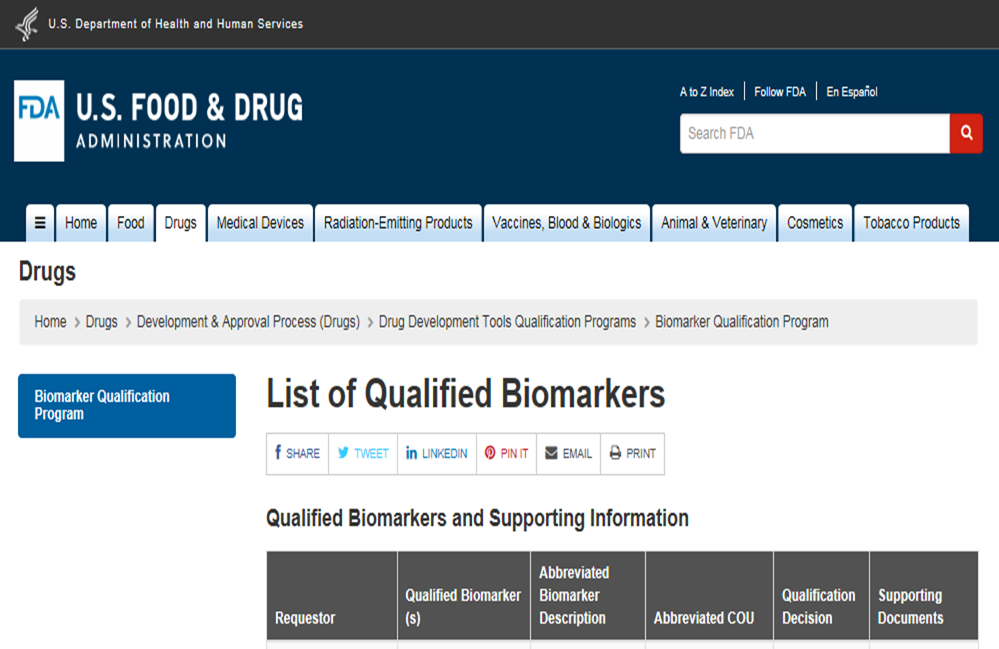 U.S. Department of Health and Human Services
FDA
U.S. FOOD & DRUG
ADMINISTRATION
A to Z Index | Follow FDA | En Español
Search FDA
Home Food Drugs Medical Devices Radiation-Emitting Products Vaccines, Blood & Biologics Animal & Veterinary Cosmetics Tobacco Products
Drugs
Home > Drugs > Development & Approval Process (Drugs) > Drug Development Tools Qualification Programs > Biomarker Qualification Program
Biomarker Qualification
Program
List of Qualified Biomarkers
f SHARE TWEET in LINKEDIN PIN IT EMAIL PRINT
Qualified Biomarkers and Supporting Information
Requestor
Qualified Biomarker
(s)
Abbreviated
Biomarker
Description
Abbreviated COU
Qualification
Decision
Supporting
Documents